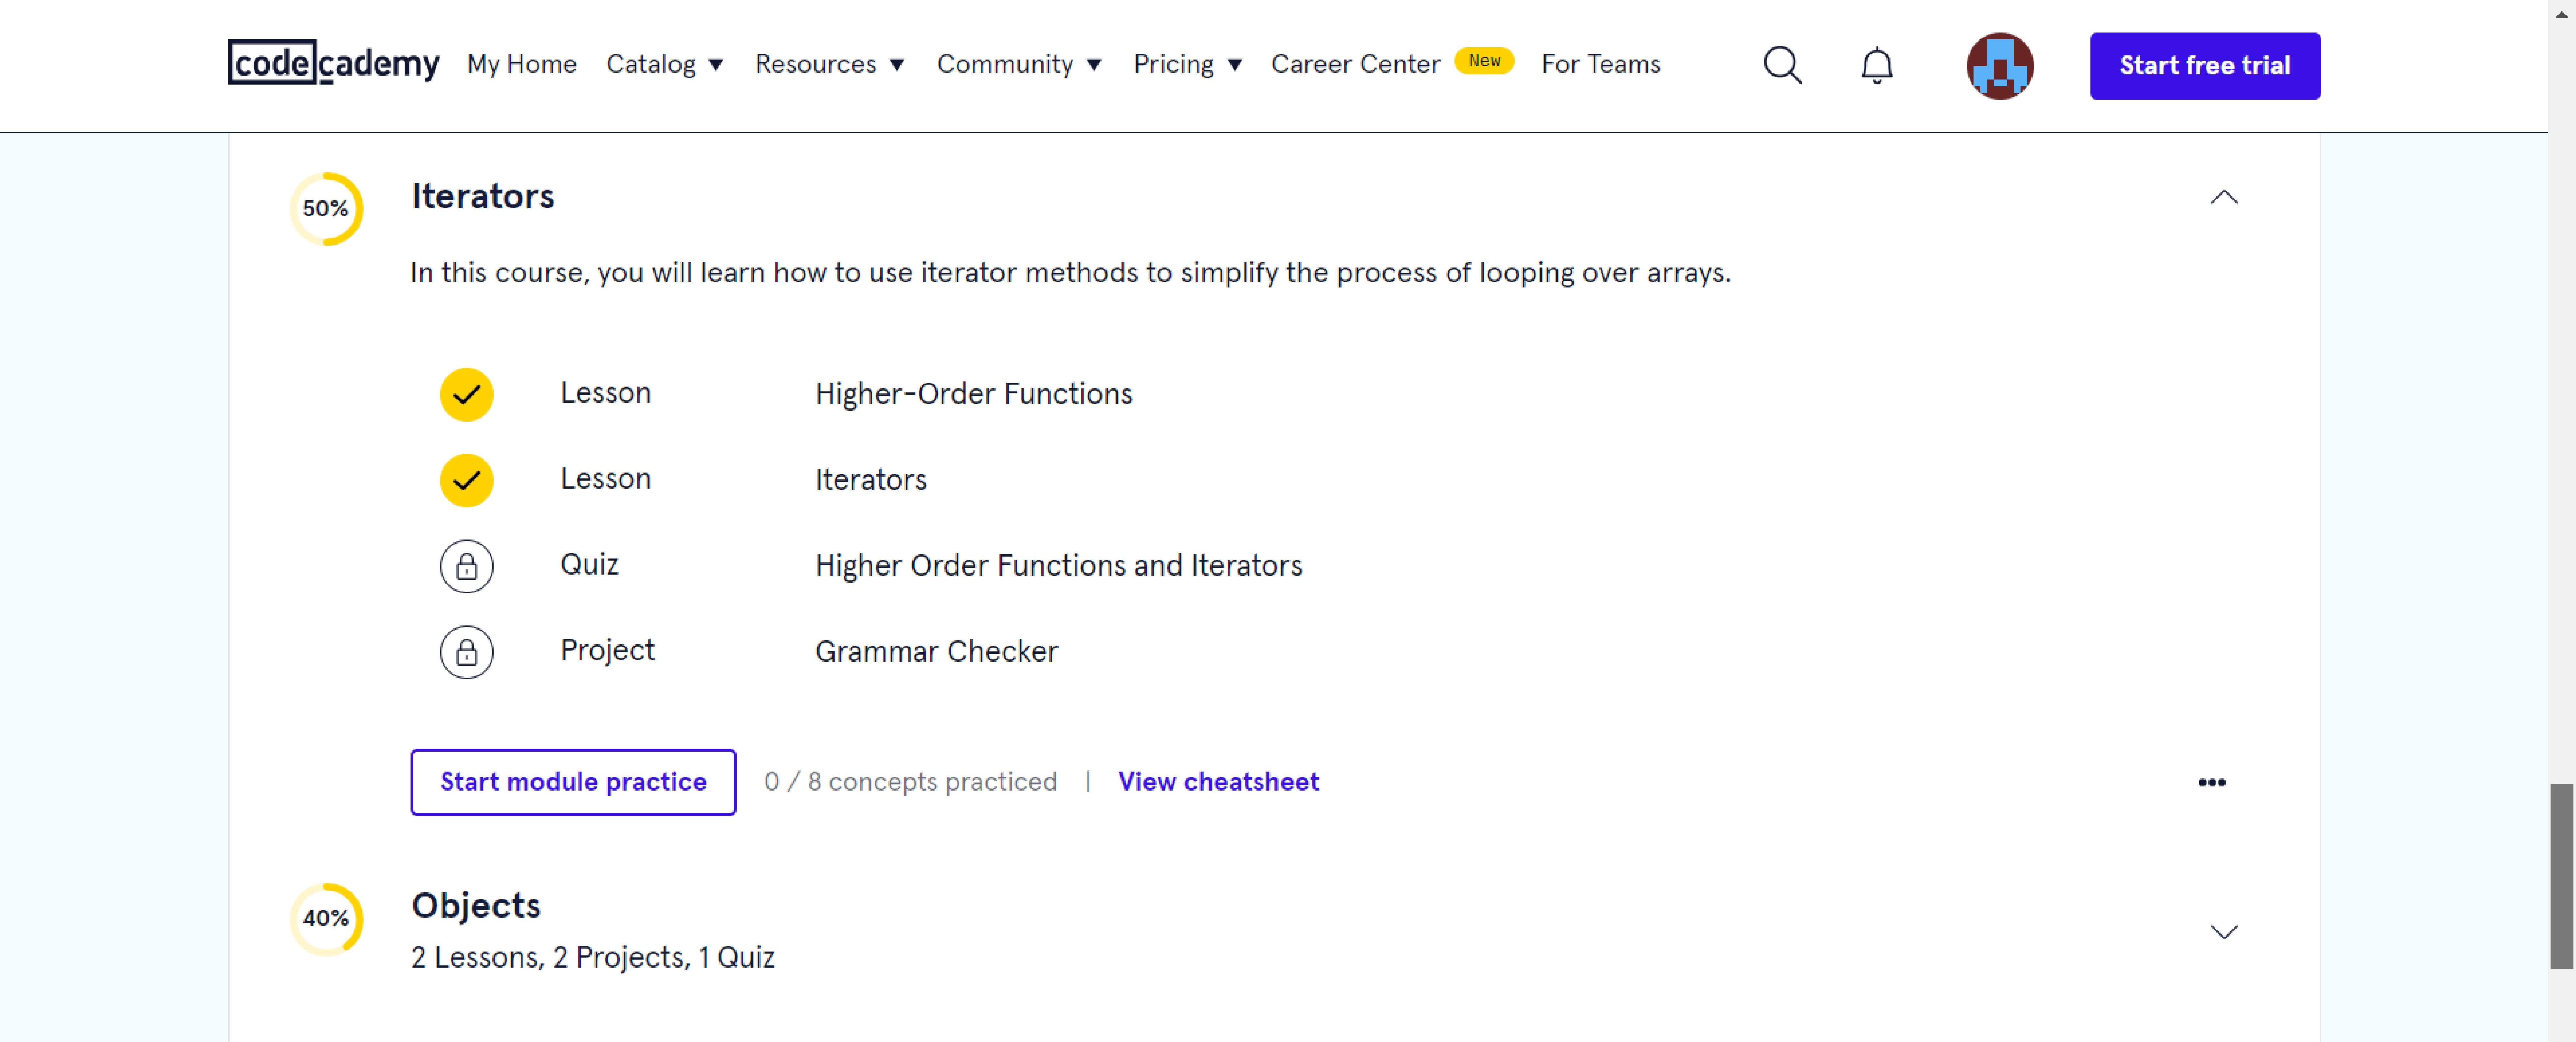 codecademy My Home Catalog Resources Community Pricing Career Center New For Teams Start free trial
50% Iterators
In this course, you will learn how to use iterator methods to simplify the process of looping over arrays.
Lesson Higher-Order Functions
Lesson Iterators
Quiz Higher Order Functions and Iterators
Project Grammar Checker
Start module practice 0 / 8 concepts practiced | View cheatsheet
40% Objects
2 Lessons, 2 Projects, 1 Quiz